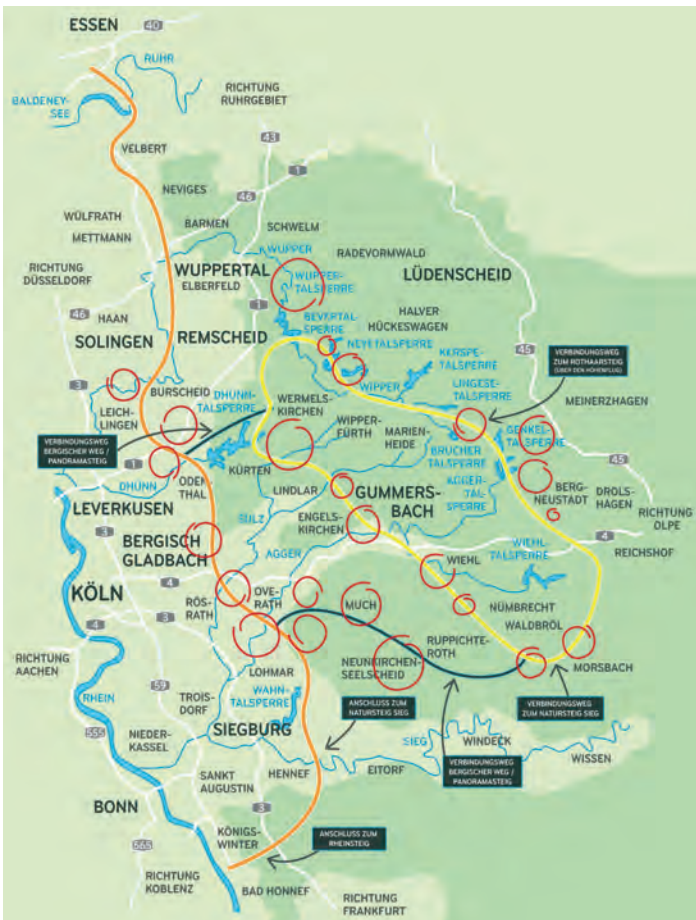 ESSEN
40
RUHR
BALDENEY-
SEE
RICHTUNG
RUHRGEBIET
VELBERT
43
1
NEVIGES
46
WÜLFRATH
BARMEN
SCHWELM
METTMANN
WUPPER
RADEVORMWALD
RICHTUNG
DÜSSELDORF
WUPPERTAL
ELBERFELD
WUPPER-
TALSPERRE
LÜDENSCHEID
46
HAAN
1
BEVERTAL-
SPERRE
HALVER
HÜCKESWAGEN
SOLINGEN
REMSCHEID
NEYETALSPERRE
KERSPE-
TALSPERRE
45
VERBINDUNGSWEG
ZUM ROTHAARSTEIG
(ÜBER DEN HÖHENFLUG)
3
BURSCHEID
DHÜNN-
TALSPERRE
WIPPER
LINGESE-
TALSPERRE
MEINERZHAGEN
LEICH-
LINGEN
WERMELS-
KIRCHEN
VERBINDUNGSWEG
BERGISCHER WEG /
PANORAMASTEIG
WIPPER-
FÜRTH
MARIEN-
HEIDE
BRUCHER
TALSPERRE
GENKEL-
TALSPERRE
45
1
DHÜNN
ODEN
THAL
KÜRTEN
LINDLAR
AGGER-
TAL-
SPERRE
BERG-
NEUSTADT
DROLS-
HAGEN
RICHTUNG
OLPE
LEVERKUSEN
GUMMERS-
BACH
3
BERGISCH
GLADBACH
SÜLZ
ENGELS-
KIRCHEN
4
REICHSHOF
AGGER
WIEHL
WIEHL-
TALSPERRE
KÖLN
4
RÖS-
RATH
OVE-
RATH
MUCH
NÜMBRECHT
WALDBRÖL
4
3
RUPPICHTE-
ROTH
RICHTUNG
AACHEN
LOHMAR
NEUNKIRCHEN-
SEELSCHEID
MORSBACH
59
RHEIN
TROIS-
DORF
WAHN-
TALSPERRE
ANSCHLUSS ZUM
NATURSTEIG SIEG
VERBINDUNGSWEG
ZUM NATURSTEIG SIEG
555
NIEDER-
KASSEL
SIEGBURG
SIEG
WINDECK
WISSEN
HENNEF
EITORF
VERBINDUNGSWEG
BERGISCHER WEG /
PANORAMASTEIG
SANKT
AUGUSTIN
BONN
3
KÖNIGS-
WINTER
ANSCHLUSS ZUM
RHEINSTEIG
565
RICHTUNG
KOBLENZ
BAD HONNEF
RICHTUNG
FRANKFURT